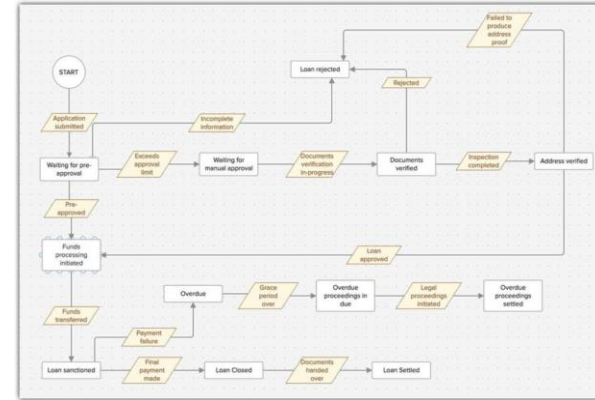 Failed to
produce
address
proof
START
Loan rejected
Rejected
Application
submitted
Incomplete
information
Waiting for pre-
approval
Exceeds
approval
limit
Waiting for
manual approval
Documents
verification
in-progress
Documents
verified
Inspection
completed
Address verified
Pre-
approved
Funds
processing
initiated
Loan
approved
Overdue
Grace
period
over
Overdue
proceedings in
due
Legal
proceedings
initiated
Overdue
proceedings
settled
Funds
transferred
Payment
failure
Loan sanctioned
Final
payment
made
Loan Closed
Documents
handed
over
Loan Settled